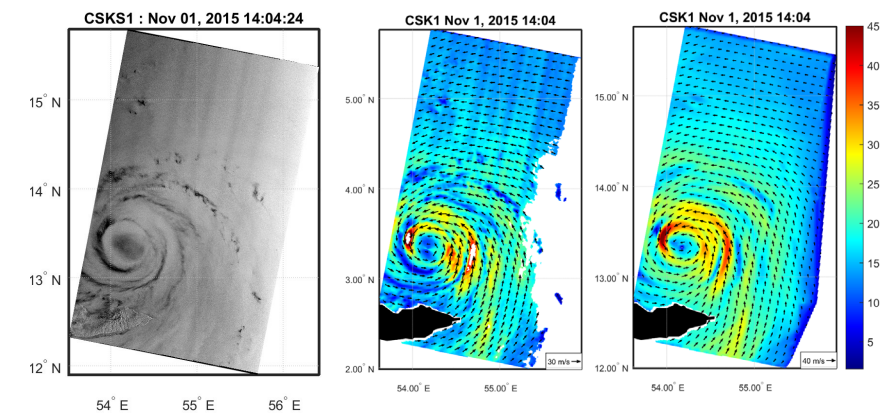 CSKS1 : Nov 01, 2015 14:04:24
15° N
14° N
13° N
12° N
54° E
55° E
56° E
CSK1 Nov 1, 2015 14:04
5.00° N
4.00° N
3.00° N
2.00° N
54.00° E
55.00° E
30 m/s
CSK1 Nov 1, 2015 14:04
15.00° N
14.00° N
13.00° N
12.00° N
54.00° E
55.00° E
40 m/s
45
40
35
30
25
20
15
10
5